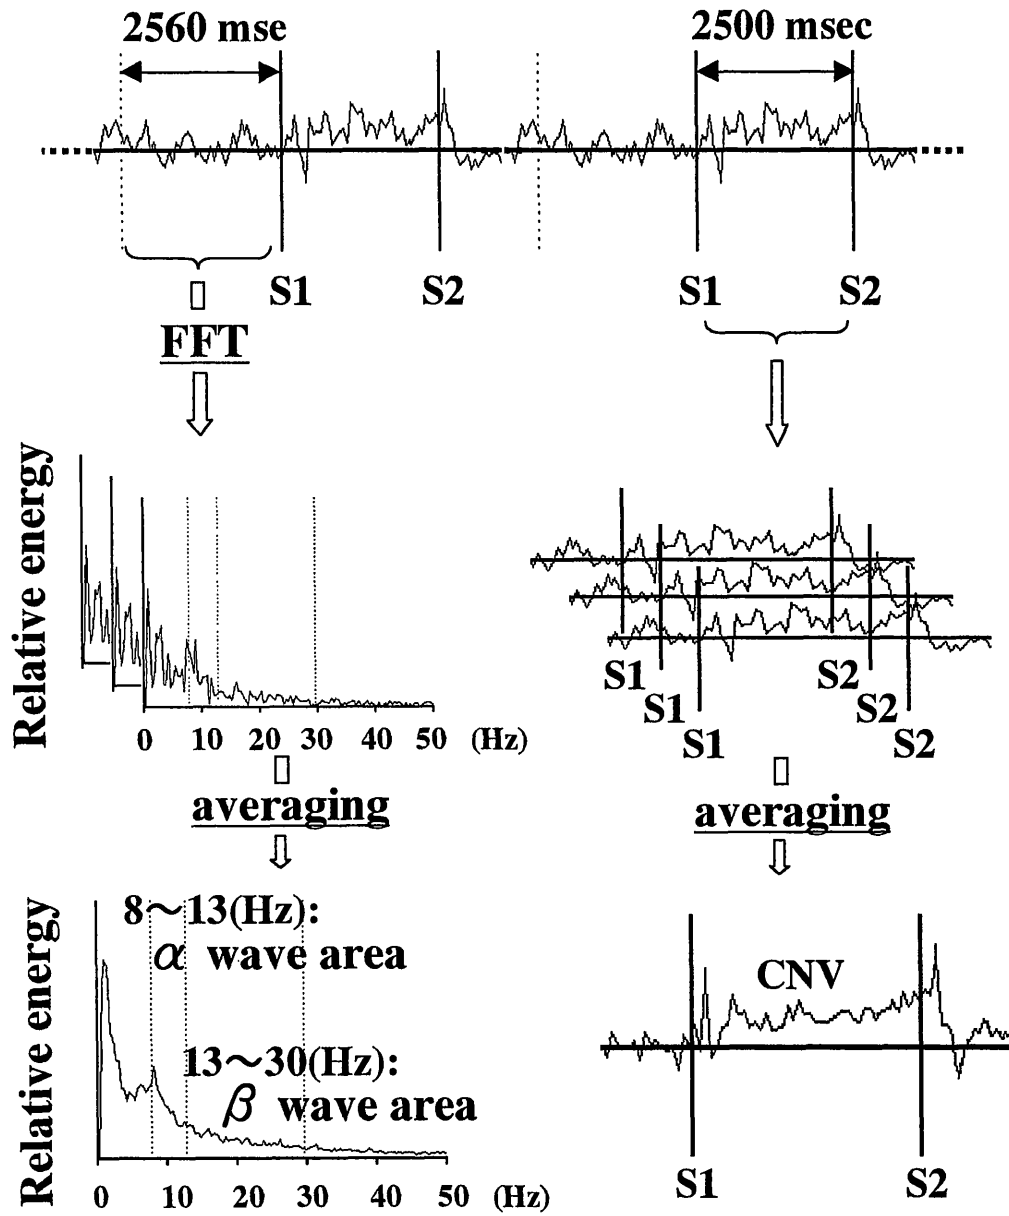 2560 mse
2500 msec
S1
S2
S1
S2
FFT
Relative energy
0 10 20 30 40 50 (Hz)
S1
S1
S1
S2
S2
S2
averaging
averaging
Relative energy
8～13(Hz):
α wave area
13～30(Hz):
β wave area
0 10 20 30 40 50 (Hz)
CNV
S1
S2